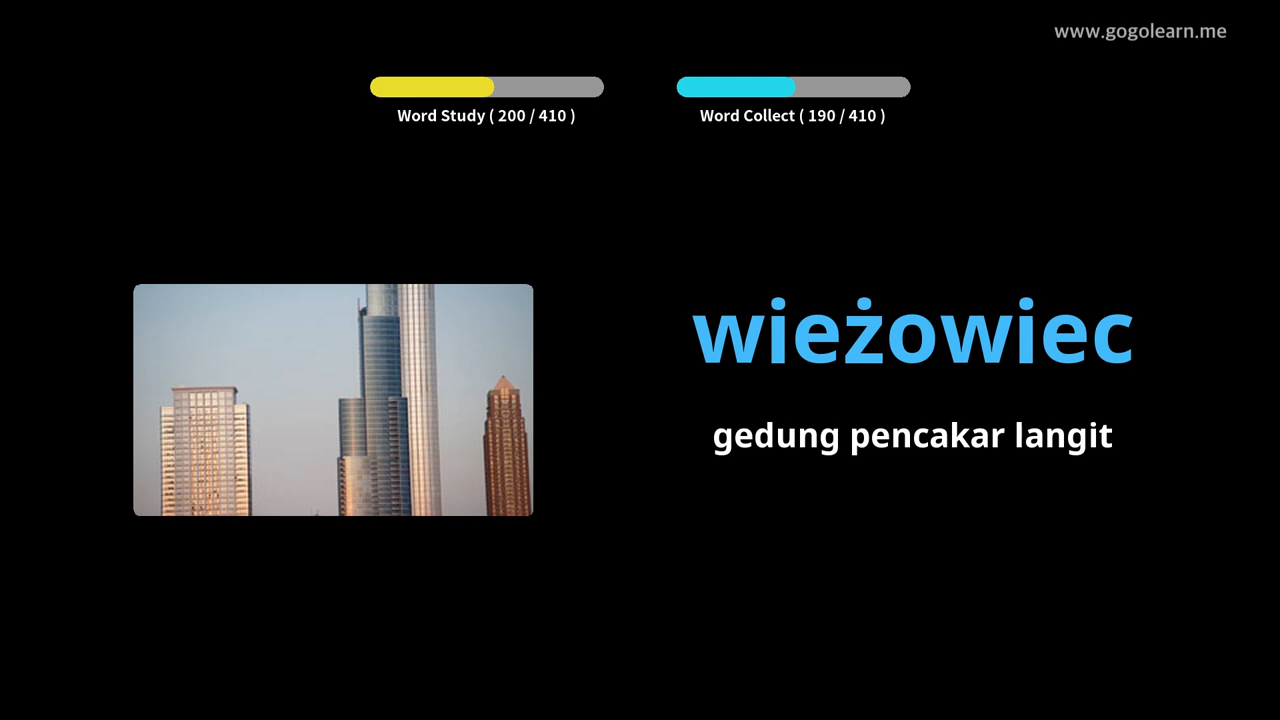 www.gogolearn.me
Word Study ( 200 / 410 )
Word Collect ( 190 / 410 )
wieżowiec
gedung pencakar langit